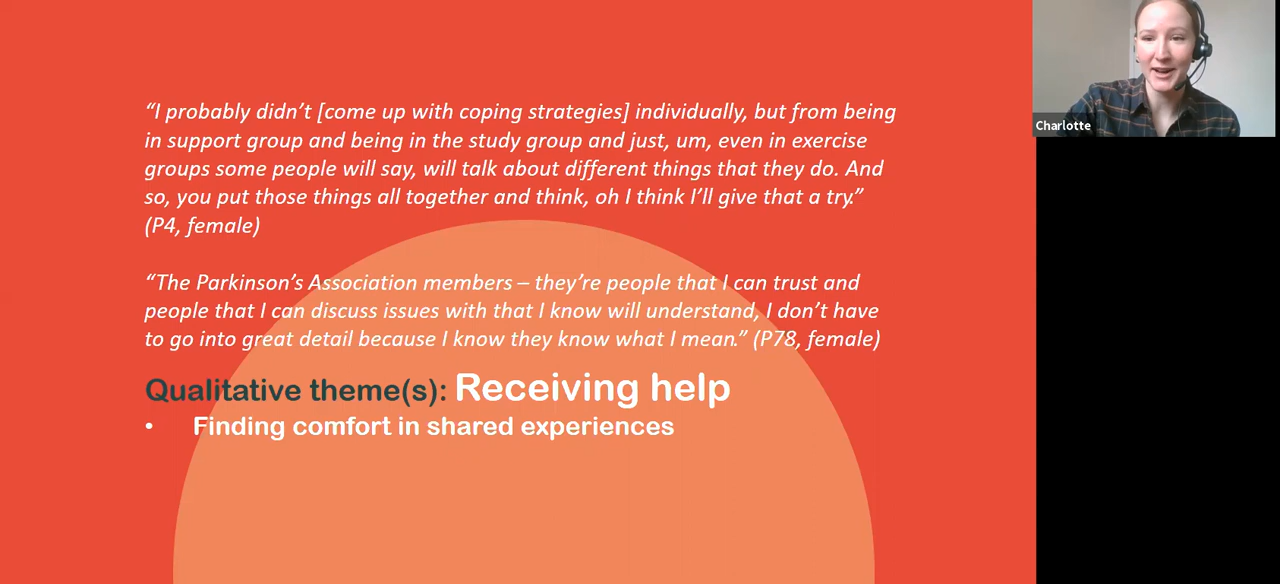 “I probably didn’t [come up with coping strategies] individually, but from being
in support group and being in the study group and just, um, even in exercise
groups some people will say, will talk about different things that they do. And
so, you put those things all together and think, oh I think I’ll give that a try.”
(P4, female)
“The Parkinson’s Association members – they’re people that I can trust and
people that I can discuss issues with that I know will understand, I don’t have
to go into great detail because I know they know what I mean.” (P78, female)
Qualitative theme(s): Receiving help
• Finding comfort in shared experiences
Charlotte